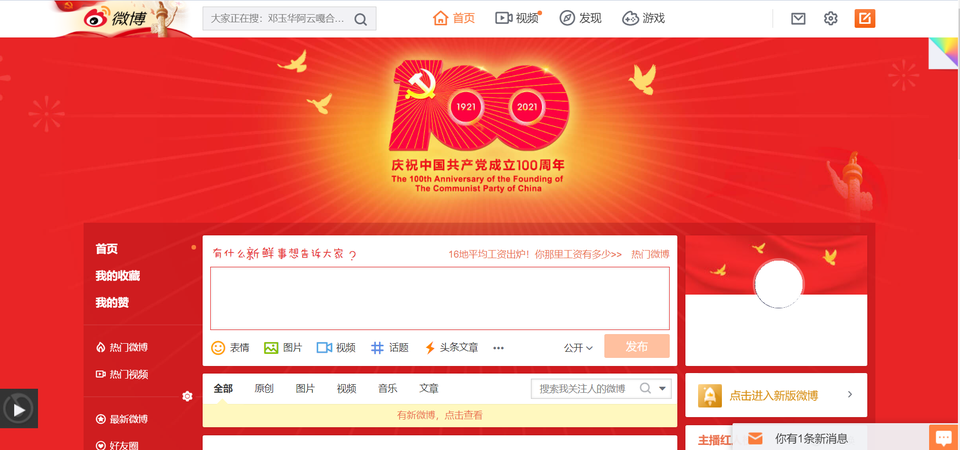 微博
大家正在搜：邓玉华阿云嘎合...
首页
视频
发现
游戏
100
1921
2021
庆祝中国共产党成立100周年
The 100th Anniversary of the Founding of
The Communist Party of China
首页
我的收藏
我的赞
热门微博
热门视频
最新微博
好友圈
有什么新鲜事想告诉大家？
16地平均工资出炉！你那里工资有多少>>
热门微博
表情
图片
视频
话题
头条文章
公开
发布
全部
原创
图片
视频
音乐
文章
搜索我关注人的微博
有新微博，点击查看
点击进入新版微博
主播红
你有1条新消息